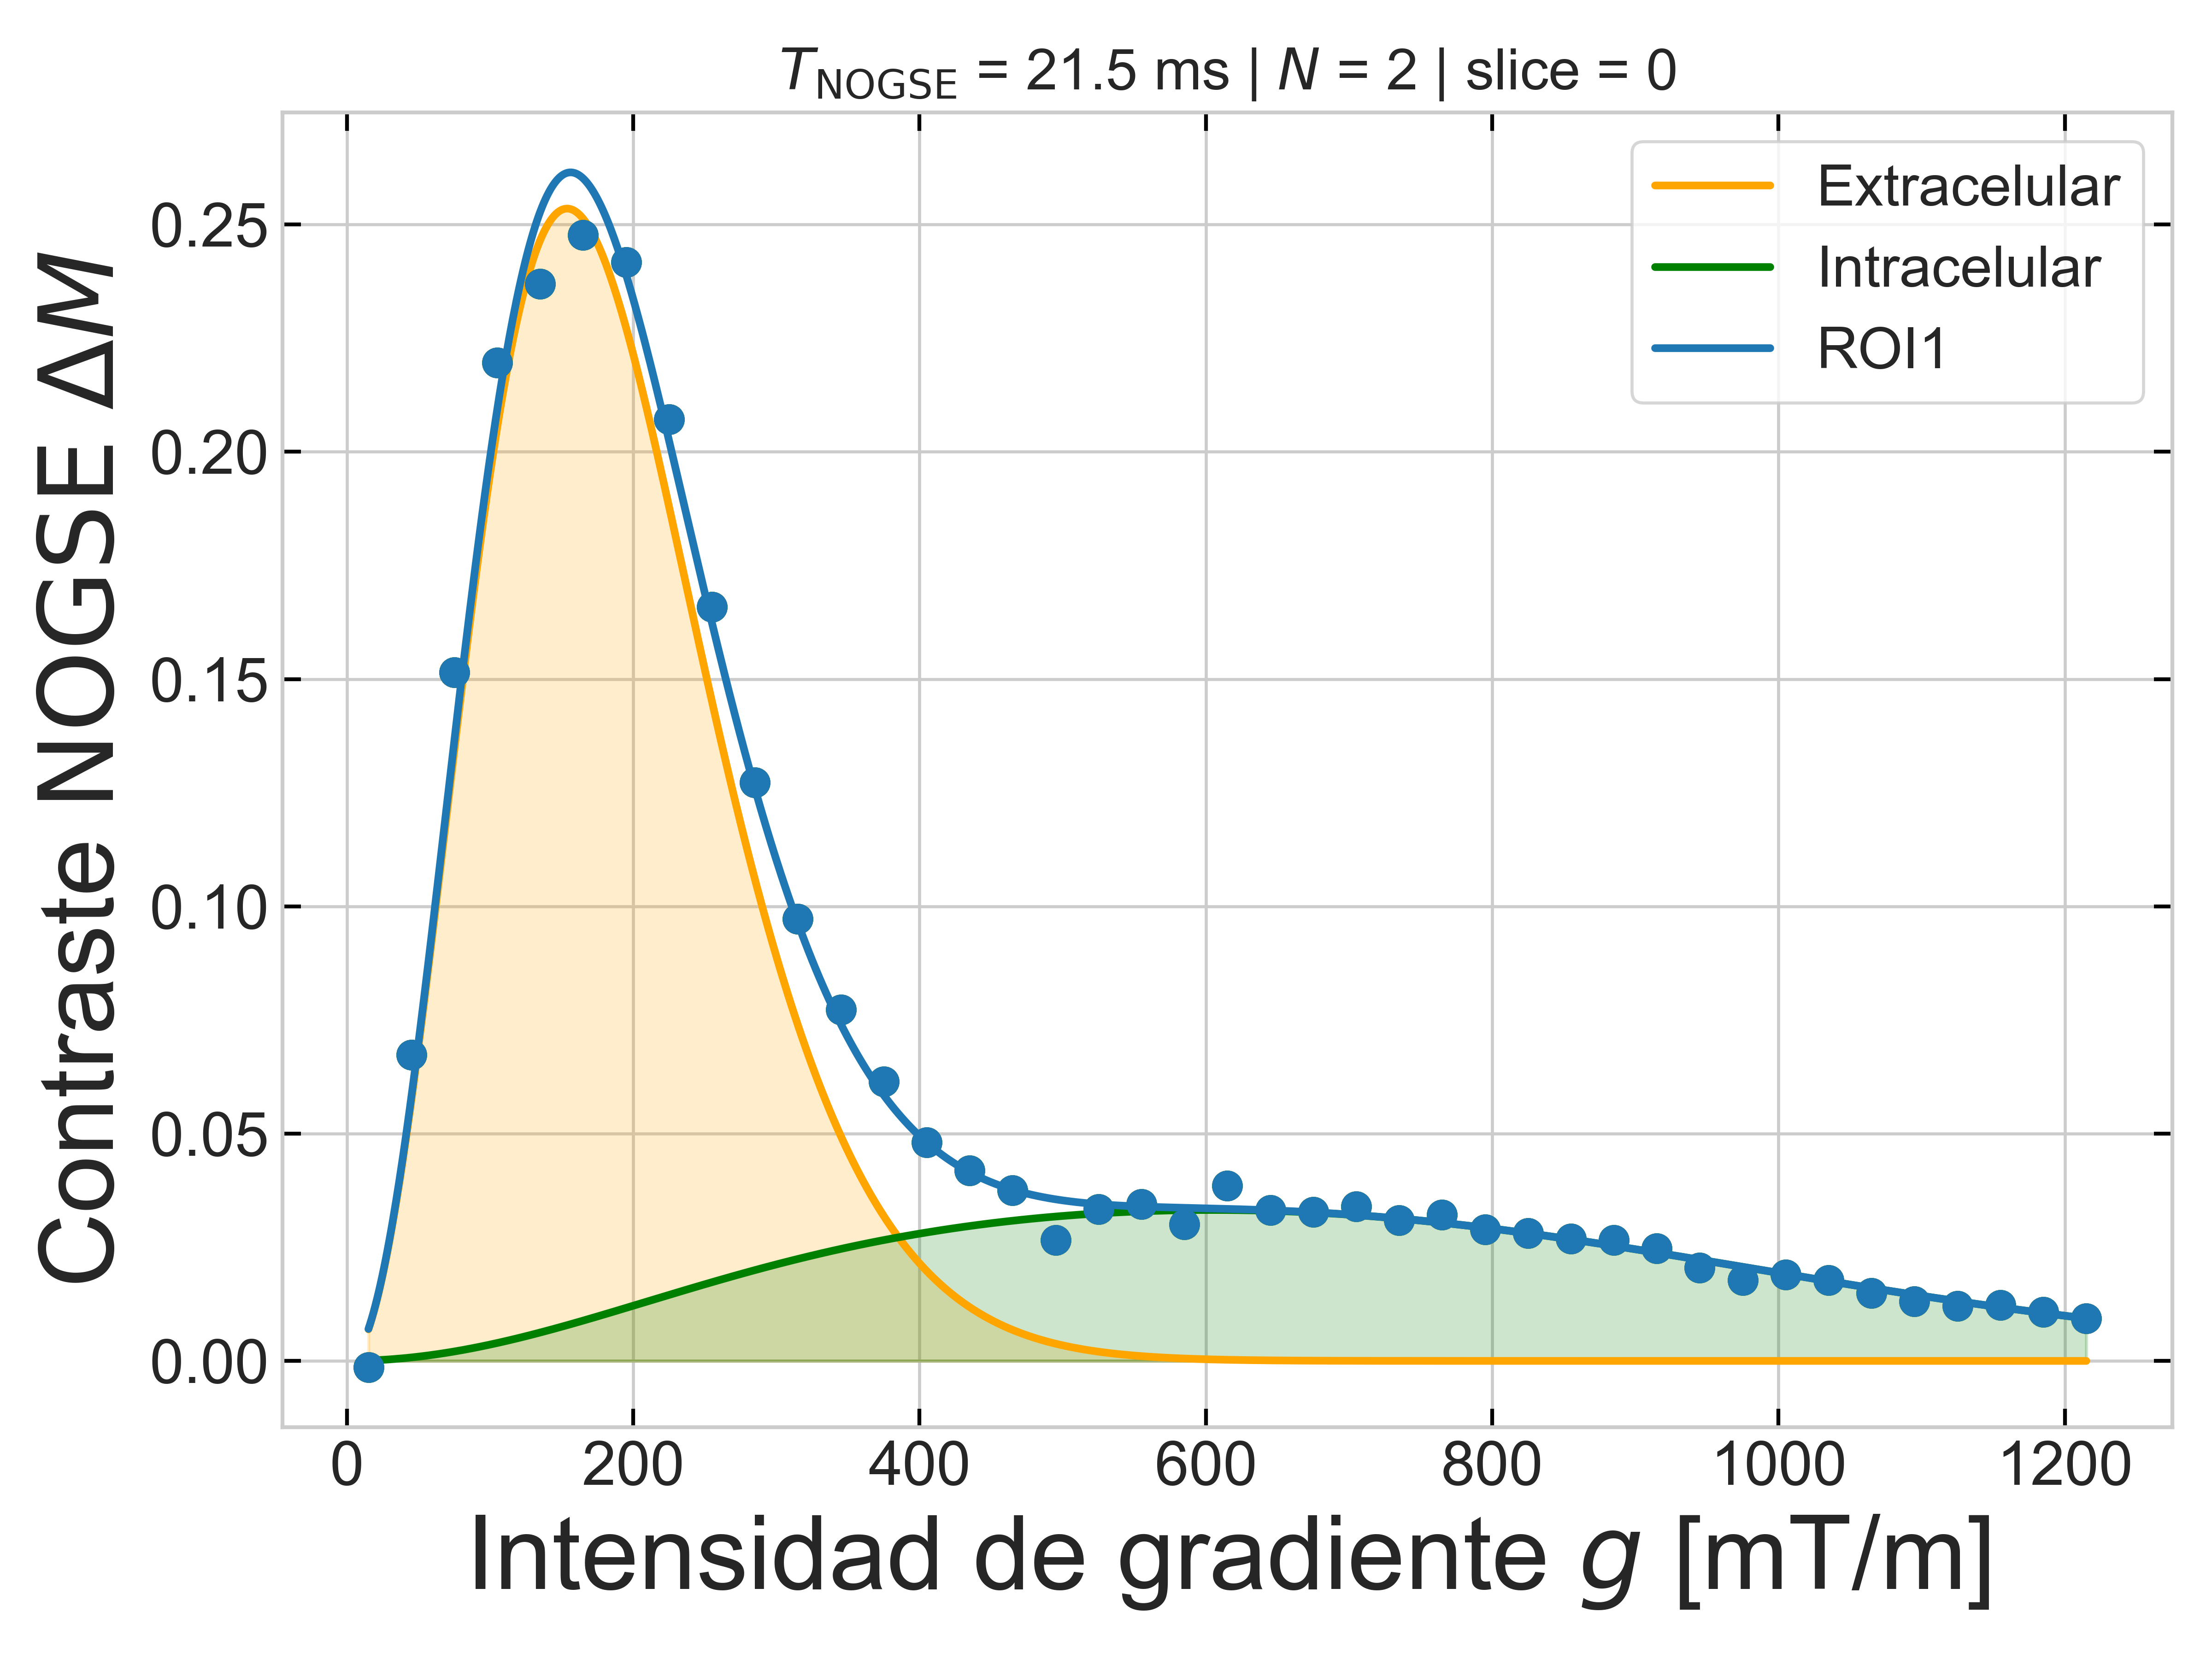 T_NOGSE = 21.5 ms | N = 2 | slice = 0
Contraste NOGSE ΔM
0.25
0.20
0.15
0.10
0.05
0.00
Extracelular
Intracelular
ROI1
0 200 400 600 800 1000 1200
Intensidad de gradiente g [mT/m]